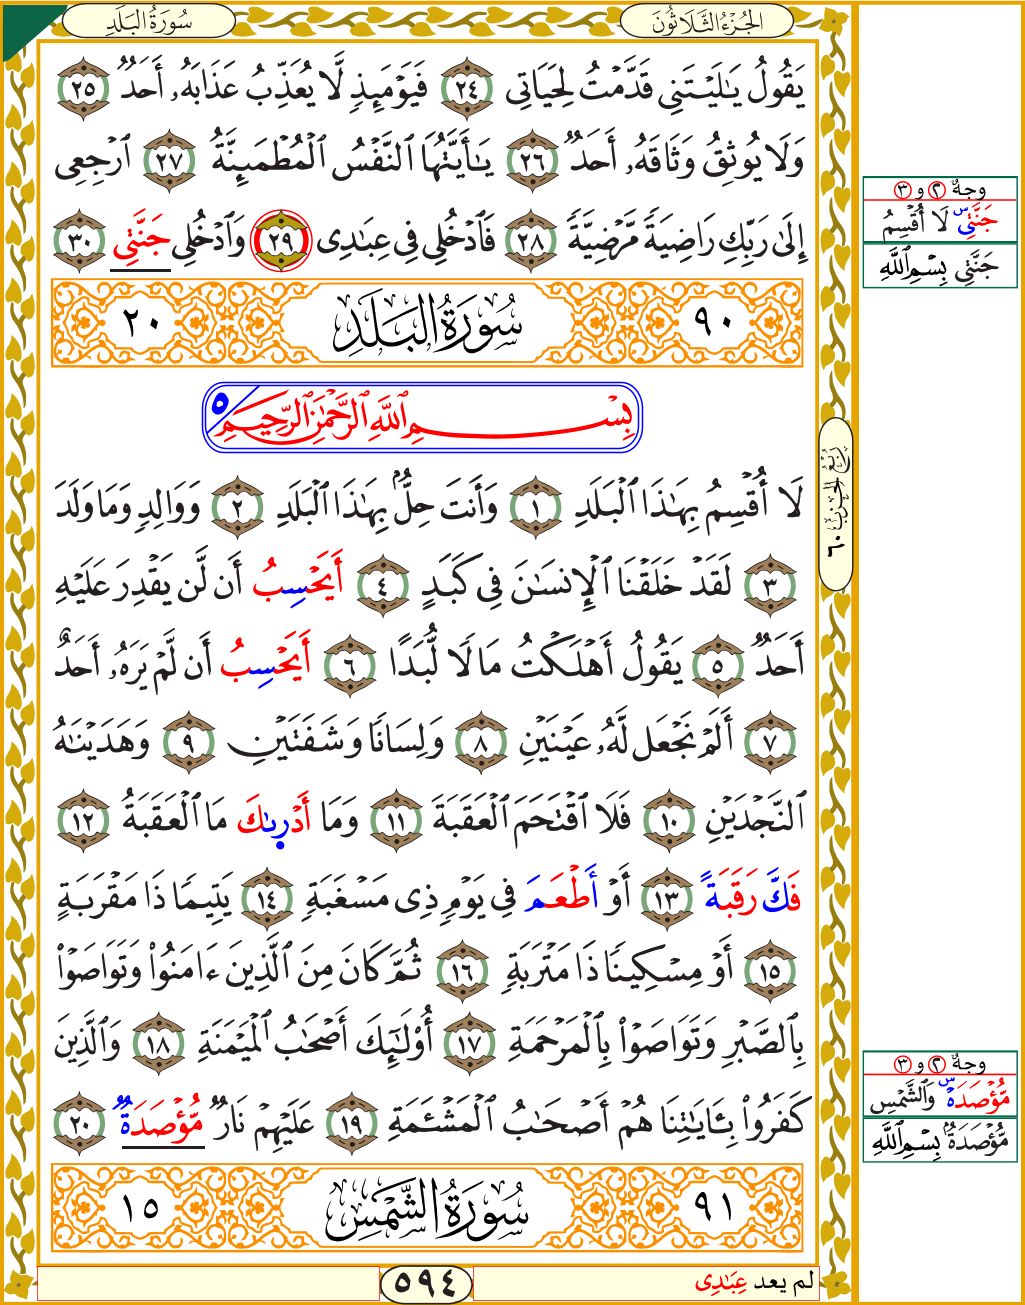 سُورَةُ البَلَدِ
الجُزْءُ الثَّلَاثُونَ
يَقُولُ يَٰلَيْتَنِي قَدَّمْتُ لِحَيَاتِي ٢٤ فَيَوْمَئِذٖ لَّا يُعَذِّبُ عَذَابَهُۥ أَحَدٞ ٢٥
وَلَا يُوثِقُ وَثَاقَهُۥ أَحَدٞ ٢٦ يَٰأَيَّتُهَا ٱلنَّفْسُ ٱلْمُطْمَئِنَّةُ ٢٧ ٱرْجِعِي
إِلَىٰ رَبِّكِ رَاضِيَةٗ مَّرْضِيَّةٗ ٢٨ فَٱدْخُلِي فِي عِبَٰدِي ٢٩ وَٱدْخُلِي جَنَّتِي ٣٠
٩٠ سُورَةُ البَلَدِ ٢٠
بِسْمِ ٱللَّهِ ٱلرَّحْمَٰنِ ٱلرَّحِيمِ ٥
لَا أُقْسِمُ بِهَٰذَا ٱلْبَلَدِ ١ وَأَنتَ حِلُّۢ بِهَٰذَا ٱلْبَلَدِ ٢ وَوَالِدٖ وَمَا وَلَدَ
٣ لَقَدْ خَلَقْنَا ٱلْإِنسَٰنَ فِي كَبَدٍ ٤ أَيَحْسِبُ أَن لَّن يَقْدِرَ عَلَيْهِ
أَحَدٞ ٥ يَقُولُ أَهْلَكْتُ مَالٗا لُّبَدًا ٦ أَيَحْسِبُ أَن لَّمْ يَرَهُۥ أَحَدٌ
٧ أَلَمْ نَجْعَل لَّهُۥ عَيْنَيْنِ ٨ وَلِسَانٗا وَشَفَتَيْنِ ٩ وَهَدَيْنَٰهُ
ٱلنَّجْدَيْنِ ١٠ فَلَا ٱقْتَحَمَ ٱلْعَقَبَةَ ١١ وَمَا أَدْرِىٰكَ مَا ٱلْعَقَبَةُ ١٢
فَكَّ رَقَبَةً ١٣ أَوْ أَطْعَمَ فِي يَوْمٖ ذِي مَسْغَبَةٖ ١٤ يَتِيمٗا ذَا مَقْرَبَةٍ
١٥ أَوْ مِسْكِينٗا ذَا مَتْرَبَةٖ ١٦ ثُمَّ كَانَ مِنَ ٱلَّذِينَ ءَامَنُواْ وَتَوَاصَوْاْ
بِٱلصَّبْرِ وَتَوَاصَوْاْ بِٱلْمَرْحَمَةِ ١٧ أُوْلَٰئِكَ أَصْحَٰبُ ٱلْمَيْمَنَةِ ١٨ وَٱلَّذِينَ
كَفَرُواْ بِـَٔايَٰتِنَا هُمْ أَصْحَٰبُ ٱلْمَشْـَٔمَةِ ١٩ عَلَيْهِمْ نَارٞ مُّؤْصَدَةُۢ ٢٠
٩١ سُورَةُ الشَّمْسِ ١٥
لم يعد عِبَٰدِي
٥٩٤
رُبْعُ الحِزْبِ ٦٠
وجهٌ ٢ و ٣
جَنَّتِي س لَا أُقْسِمُ
جَنَّتِي بِسْمِ ٱللَّهِ
وجهٌ ٢ و ٣
مُّؤْصَدَةٞ س وَٱلشَّمْسِ
مُّؤْصَدَةُۢ بِسْمِ ٱللَّهِ